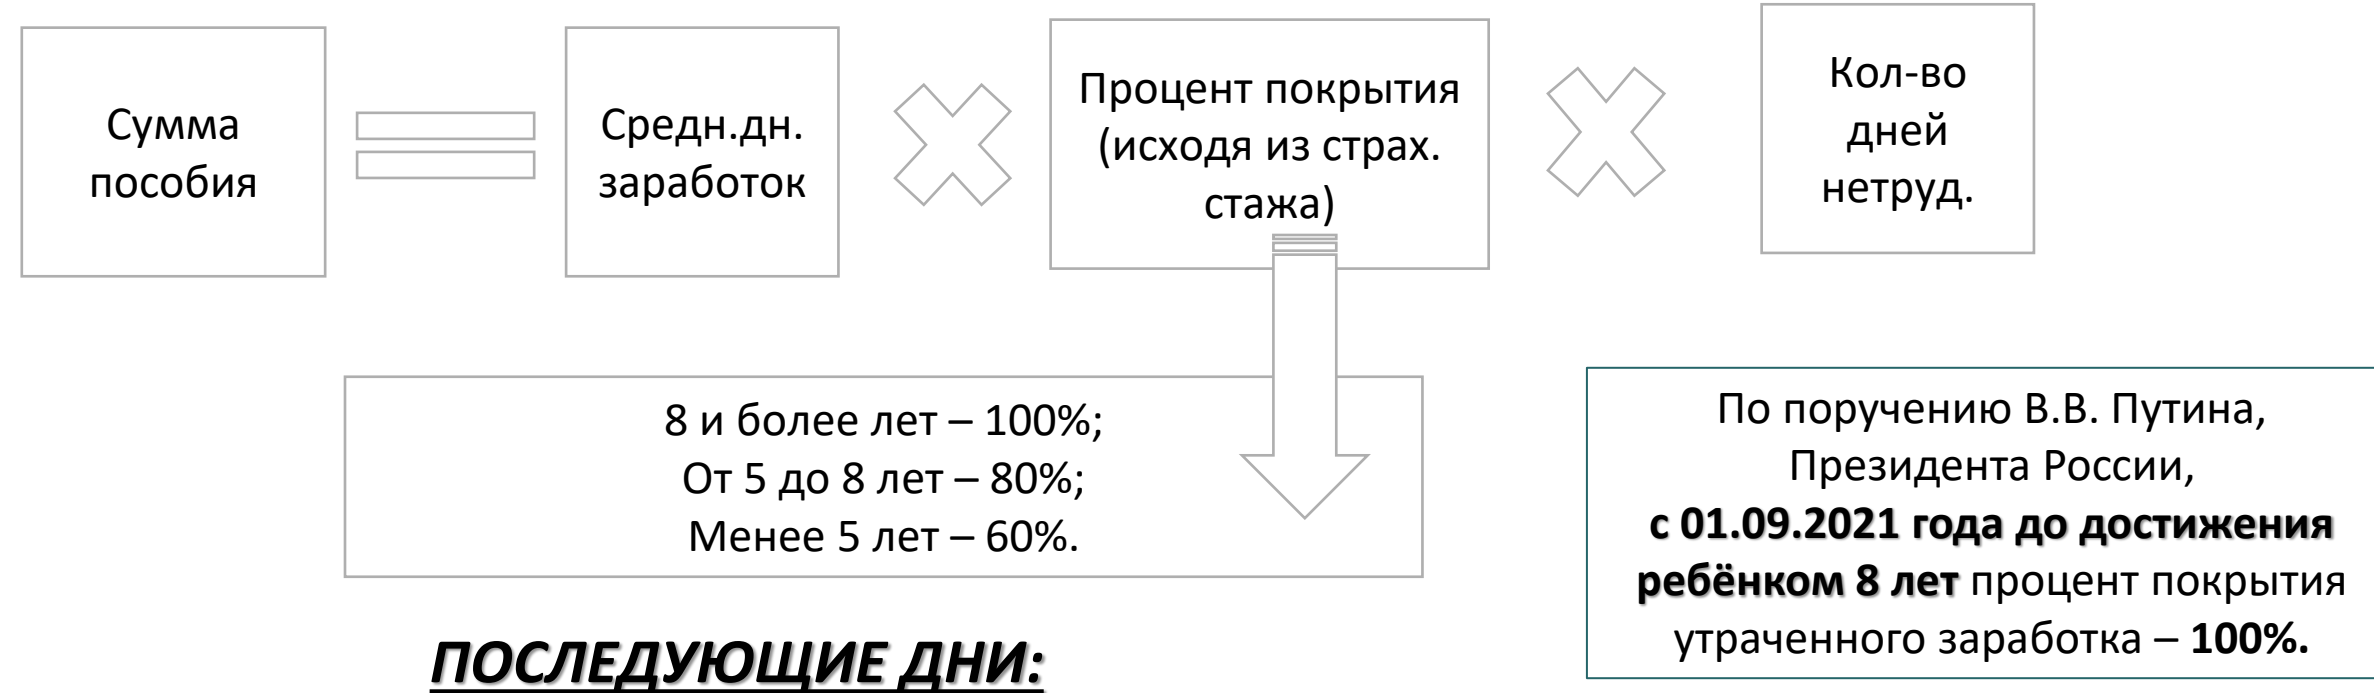 Сумма
пособия
Средн.дн.
заработок
Процент покрытия
(исходя из страх.
стажа)
Кол-во
дней
нетруд.
8 и более лет – 100%;
От 5 до 8 лет – 80%;
Менее 5 лет – 60%.
По поручению В.В. Путина,
Президента России,
с 01.09.2021 года до достижения
ребёнком 8 лет процент покрытия
утраченного заработка – 100%.
ПОСЛЕДУЮЩИЕ ДНИ: